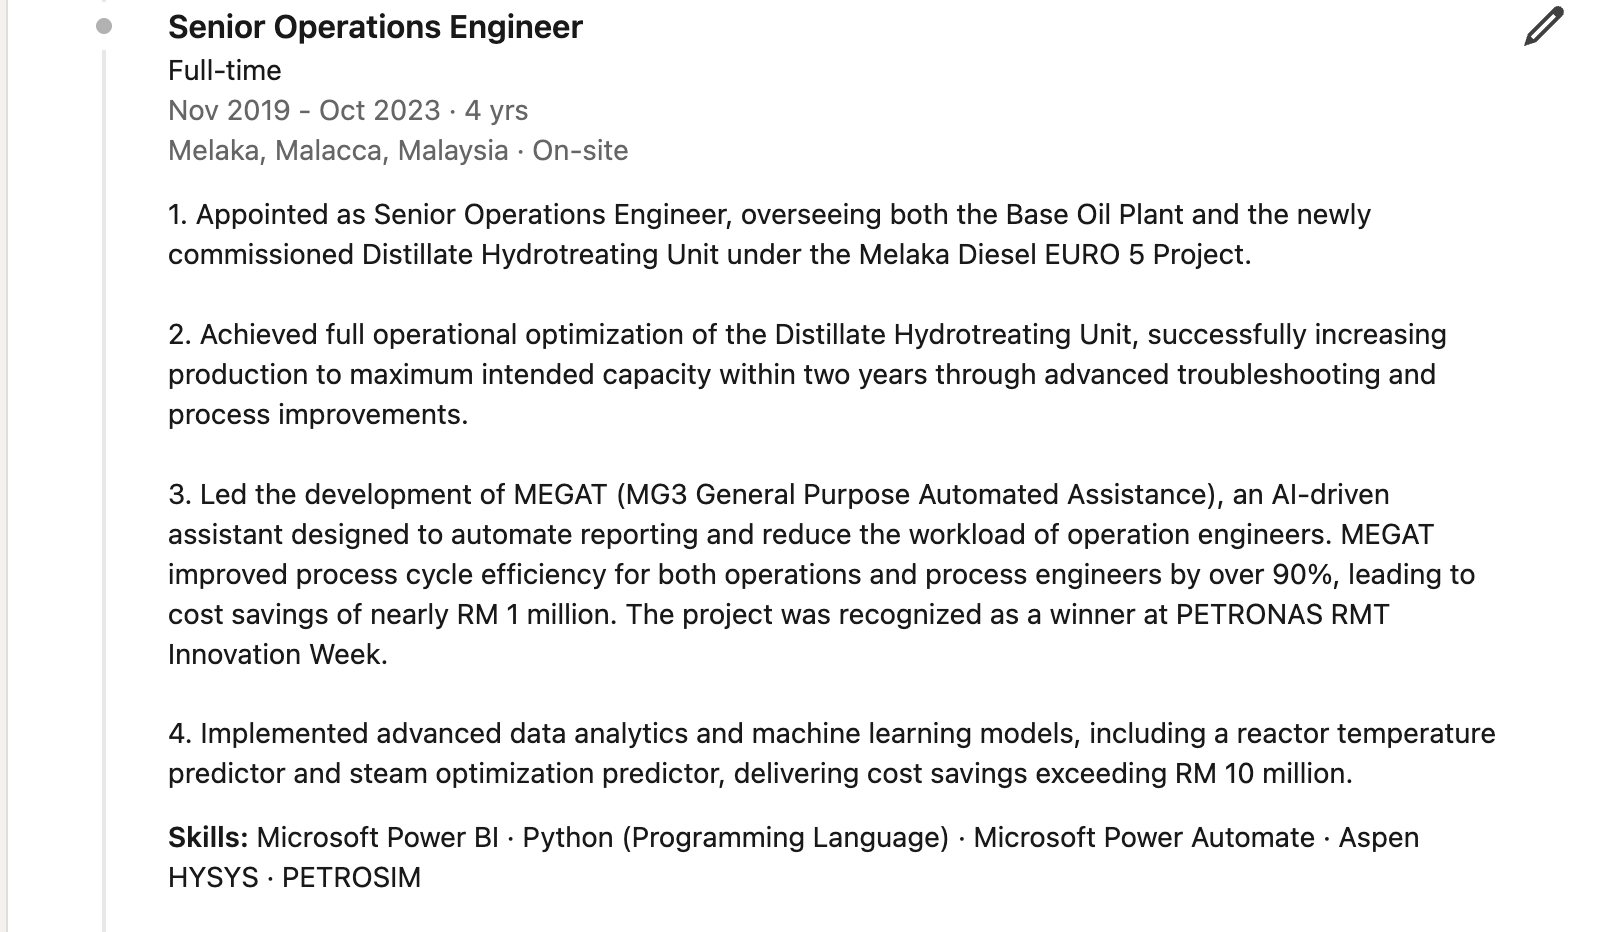 Senior Operations Engineer
Full-time
Nov 2019 - Oct 2023 · 4 yrs
Melaka, Malacca, Malaysia · On-site
1. Appointed as Senior Operations Engineer, overseeing both the Base Oil Plant and the newly
commissioned Distillate Hydrotreating Unit under the Melaka Diesel EURO 5 Project.
2. Achieved full operational optimization of the Distillate Hydrotreating Unit, successfully increasing
production to maximum intended capacity within two years through advanced troubleshooting and
process improvements.
3. Led the development of MEGAT (MG3 General Purpose Automated Assistance), an AI-driven
assistant designed to automate reporting and reduce the workload of operation engineers. MEGAT
improved process cycle efficiency for both operations and process engineers by over 90%, leading to
cost savings of nearly RM 1 million. The project was recognized as a winner at PETRONAS RMT
Innovation Week.
4. Implemented advanced data analytics and machine learning models, including a reactor temperature
predictor and steam optimization predictor, delivering cost savings exceeding RM 10 million.
Skills: Microsoft Power BI · Python (Programming Language) · Microsoft Power Automate · Aspen
HYSYS · PETROSIM